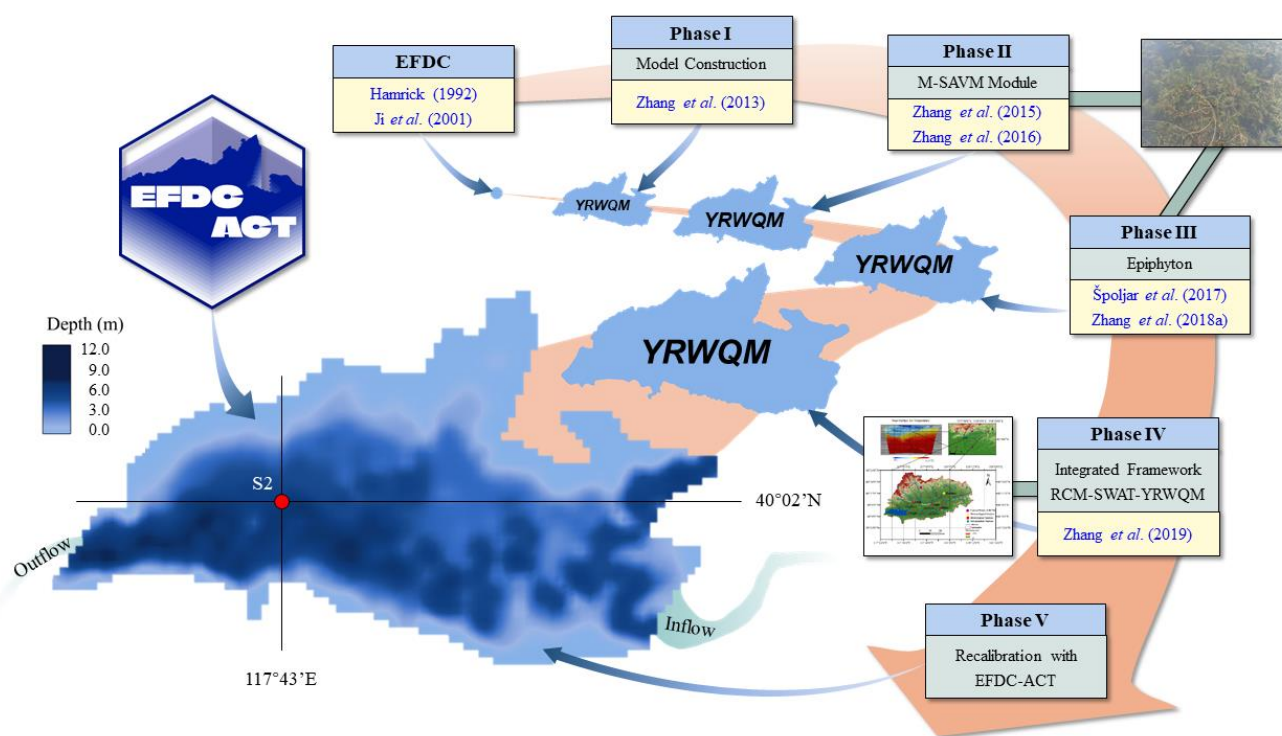 EFDC
Hamrick (1992)
Ji et al. (2001)
Phase I
Model Construction
Zhang et al. (2013)
Phase II
M-SAVM Module
Zhang et al. (2015)
Zhang et al. (2016)
EFDC
ACT
YRWQM
YRWQM
YRWQM
YRWQM
Phase III
Epiphyton
Špoljar et al. (2017)
Zhang et al. (2018a)
Depth (m)
12.0
9.0
6.0
3.0
0.0
S2
40°02’N
Outflow
Inflow
117°43’E
Phase IV
Integrated Framework
RCM-SWAT-YRWQM
Zhang et al. (2019)
Phase V
Recalibration with
EFDC-ACT